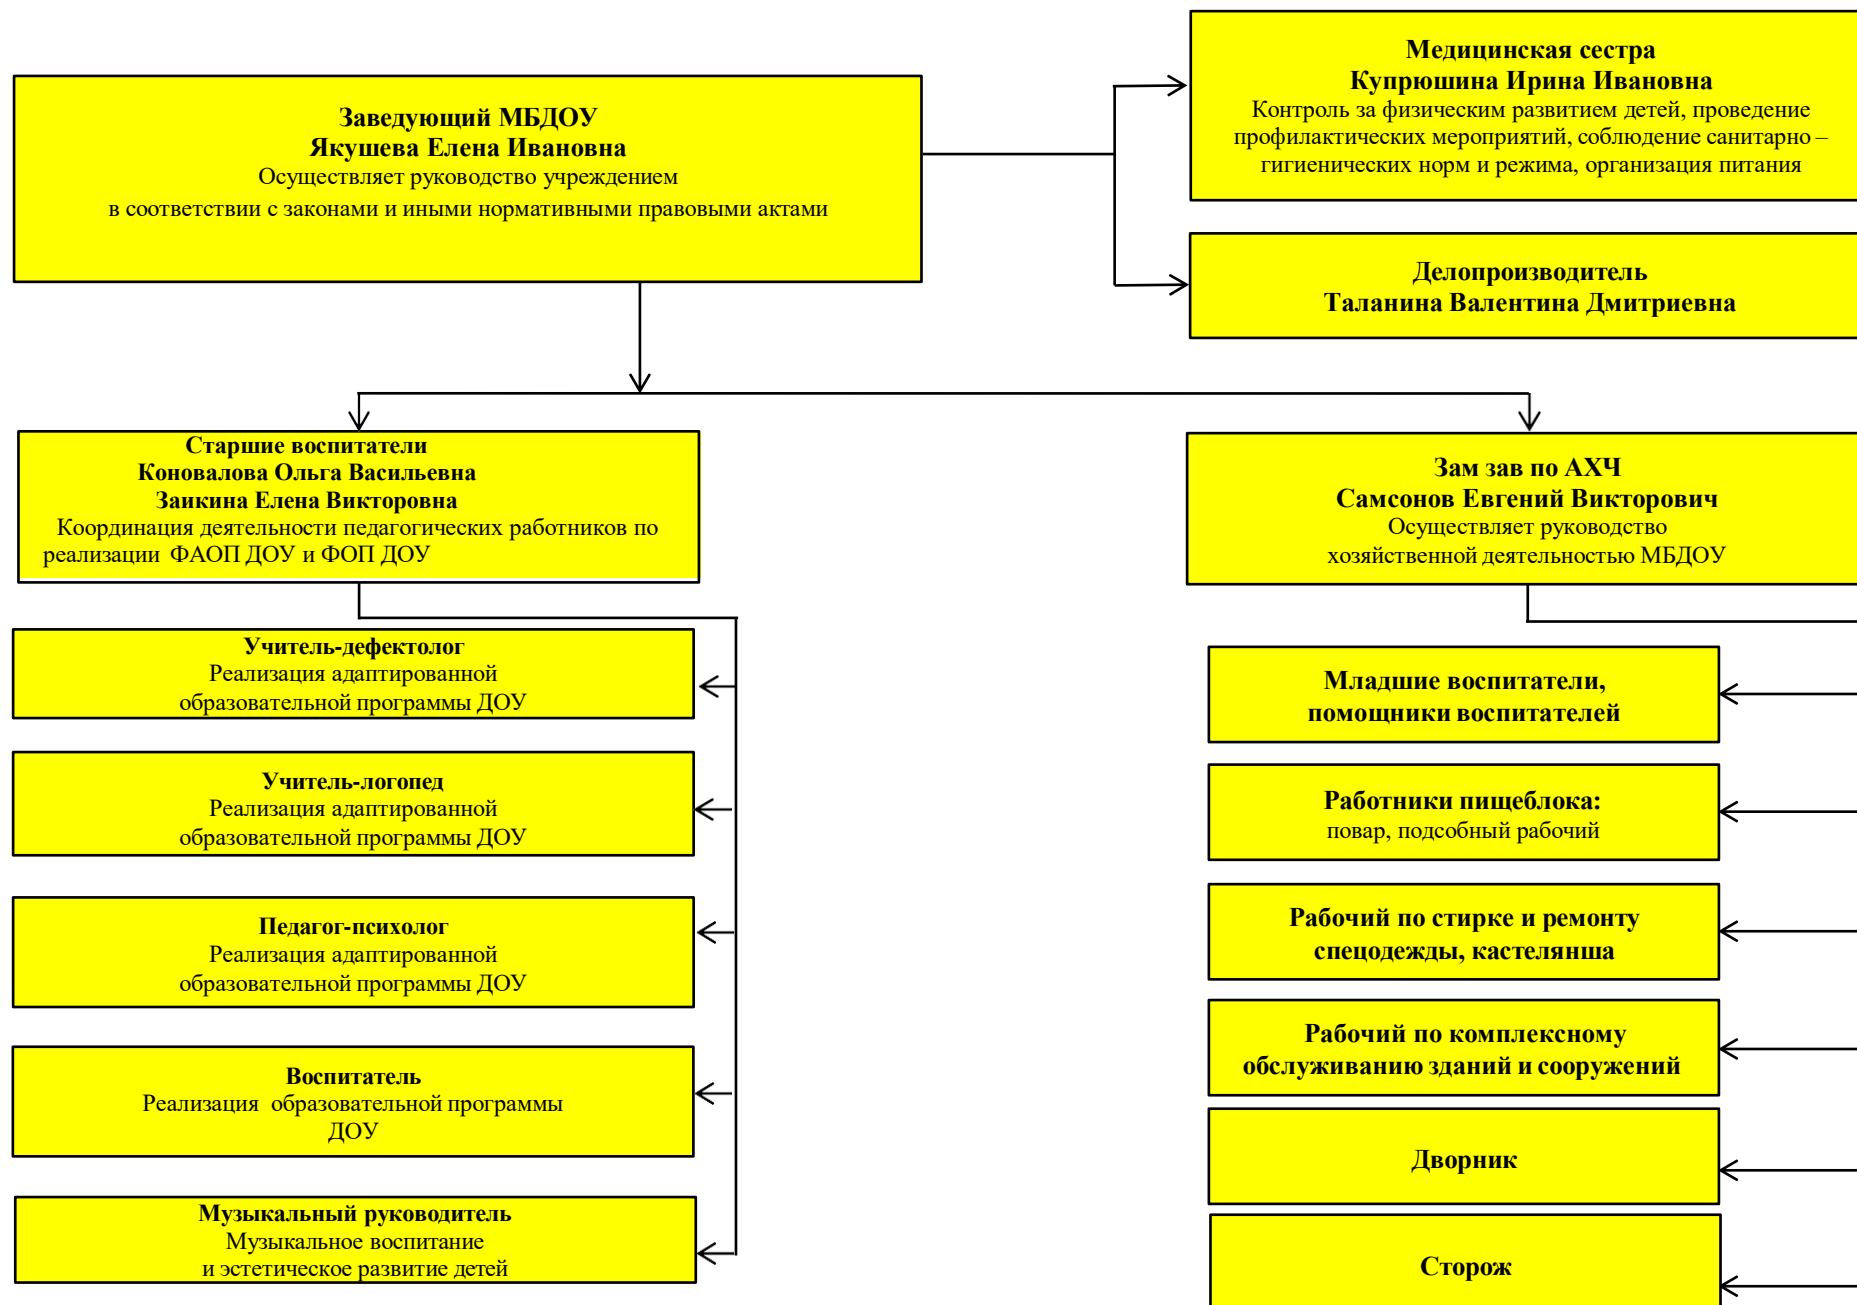 Заведующий МБДОУ
Якушева Елена Ивановна
Осуществляет руководство учреждением
в соответствии с законами и иными нормативными правовыми актами
Медицинская сестра
Купрюшина Ирина Ивановна
Контроль за физическим развитием детей, проведение
профилактических мероприятий, соблюдение санитарно –
гигиенических норм и режима, организация питания
Делопроизводитель
Таланина Валентина Дмитриевна
Старшие воспитатели
Коновалова Ольга Васильевна
Заикина Елена Викторовна
Координация деятельности педагогических работников по
реализации ФАОП ДОУ и ФОП ДОУ
Учитель-дефектолог
Реализация адаптированной
образовательной программы ДОУ
Учитель-логопед
Реализация адаптированной
образовательной программы ДОУ
Педагог-психолог
Реализация адаптированной
образовательной программы ДОУ
Воспитатель
Реализация образовательной программы
ДОУ
Музыкальный руководитель
Музыкальное воспитание
и эстетическое развитие детей
Зам зав по АХЧ
Самсонов Евгений Викторович
Осуществляет руководство
хозяйственной деятельностью МБДОУ
Младшие воспитатели,
помощники воспитателей
Работники пищеблока:
повар, подсобный рабочий
Рабочий по стирке и ремонту
спецодежды, кастелянша
Рабочий по комплексному
обслуживанию зданий и сооружений
Дворник
Сторож